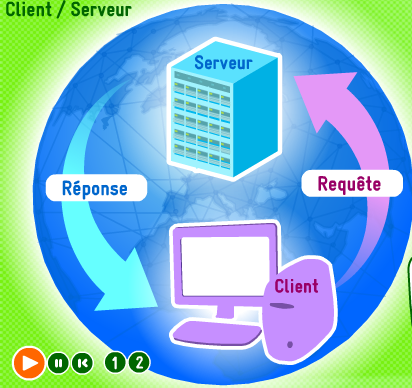 Client / Serveur
Serveur
Réponse
Requête
Client
1 2